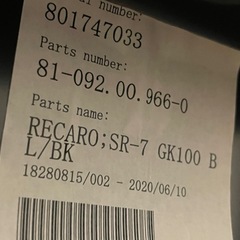 number:
801747033
Parts number:
81-092.00.966-0
Parts name:
RECARO;SR-7 GK100 B
L/BK
18280815/002 - 2020/06/10